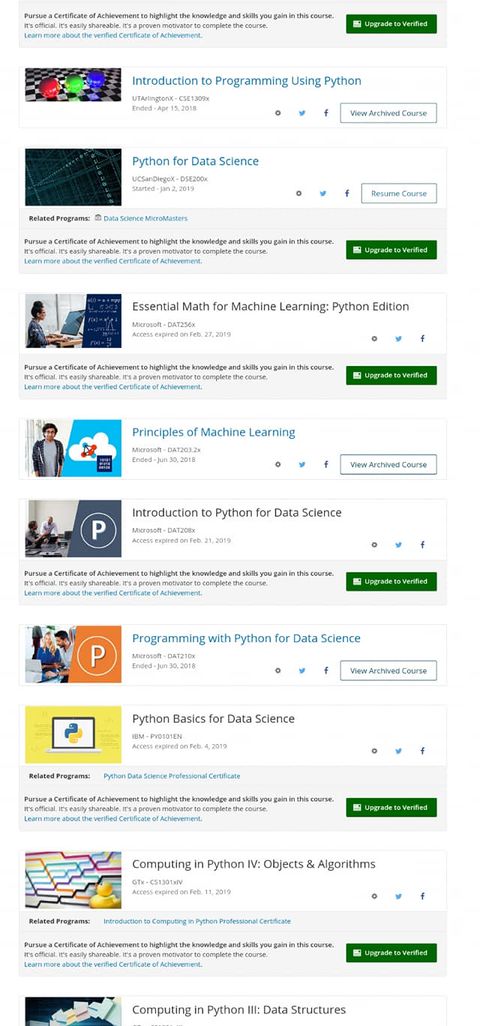 Pursue a Certificate of Achievement to highlight the knowledge and skills you gain in this course.
It's official. It's easily shareable. It's a proven motivator to complete the course.
Learn more about the verified Certificate of Achievement.
Upgrade to Verified
Introduction to Programming Using Python
UTArlingtonX - CSE1309x
Ended - Apr 15, 2018
View Archived Course
Python for Data Science
UCSanDiegoX - DSE200x
Started - Jan 2, 2019
Resume Course
Related Programs: Data Science MicroMasters
Pursue a Certificate of Achievement to highlight the knowledge and skills you gain in this course.
It's official. It's easily shareable. It's a proven motivator to complete the course.
Learn more about the verified Certificate of Achievement.
Upgrade to Verified
Essential Math for Machine Learning: Python Edition
Microsoft - DAT256x
Access expired on Feb. 27, 2019
Pursue a Certificate of Achievement to highlight the knowledge and skills you gain in this course.
It's official. It's easily shareable. It's a proven motivator to complete the course.
Learn more about the verified Certificate of Achievement.
Upgrade to Verified
Principles of Machine Learning
Microsoft - DAT203.2x
Ended - Jun 30, 2018
View Archived Course
P
Introduction to Python for Data Science
Microsoft - DAT208x
Access expired on Feb. 21, 2019
Pursue a Certificate of Achievement to highlight the knowledge and skills you gain in this course.
It's official. It's easily shareable. It's a proven motivator to complete the course.
Learn more about the verified Certificate of Achievement.
Upgrade to Verified
P
Programming with Python for Data Science
Microsoft - DAT210x
Ended - Jun 30, 2018
View Archived Course
Python Basics for Data Science
IBM - PY0101EN
Access expired on Feb. 4, 2019
Related Programs: Python Data Science Professional Certificate
Pursue a Certificate of Achievement to highlight the knowledge and skills you gain in this course.
It's official. It's easily shareable. It's a proven motivator to complete the course.
Learn more about the verified Certificate of Achievement.
Upgrade to Verified
Computing in Python IV: Objects & Algorithms
GTx - CS1301xIV
Access expired on Feb. 11, 2019
Related Programs: Introduction to Computing in Python Professional Certificate
Pursue a Certificate of Achievement to highlight the knowledge and skills you gain in this course.
It's official. It's easily shareable. It's a proven motivator to complete the course.
Learn more about the verified Certificate of Achievement.
Upgrade to Verified
Computing in Python III: Data Structures